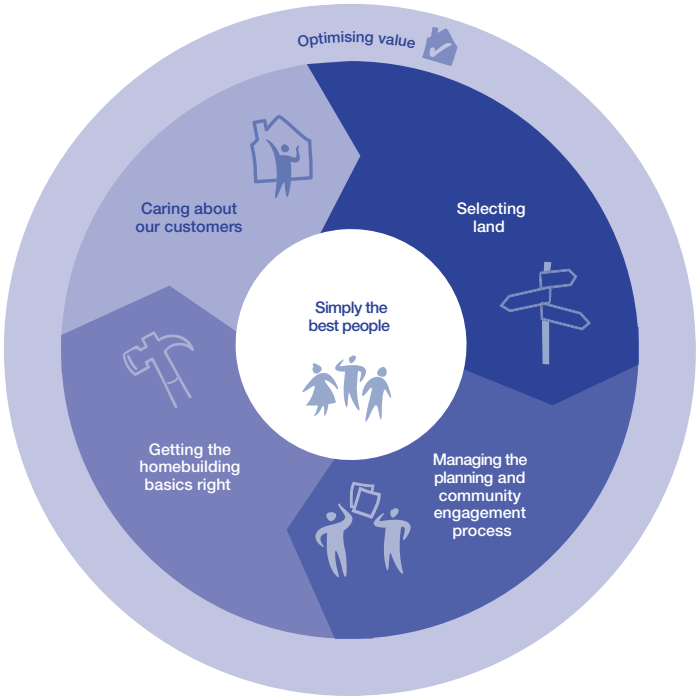 Optimising value
Selecting
land
Managing the
planning and
community
engagement
process
Getting the
homebuilding
basics right
Caring about
our customers
Simply the
best people